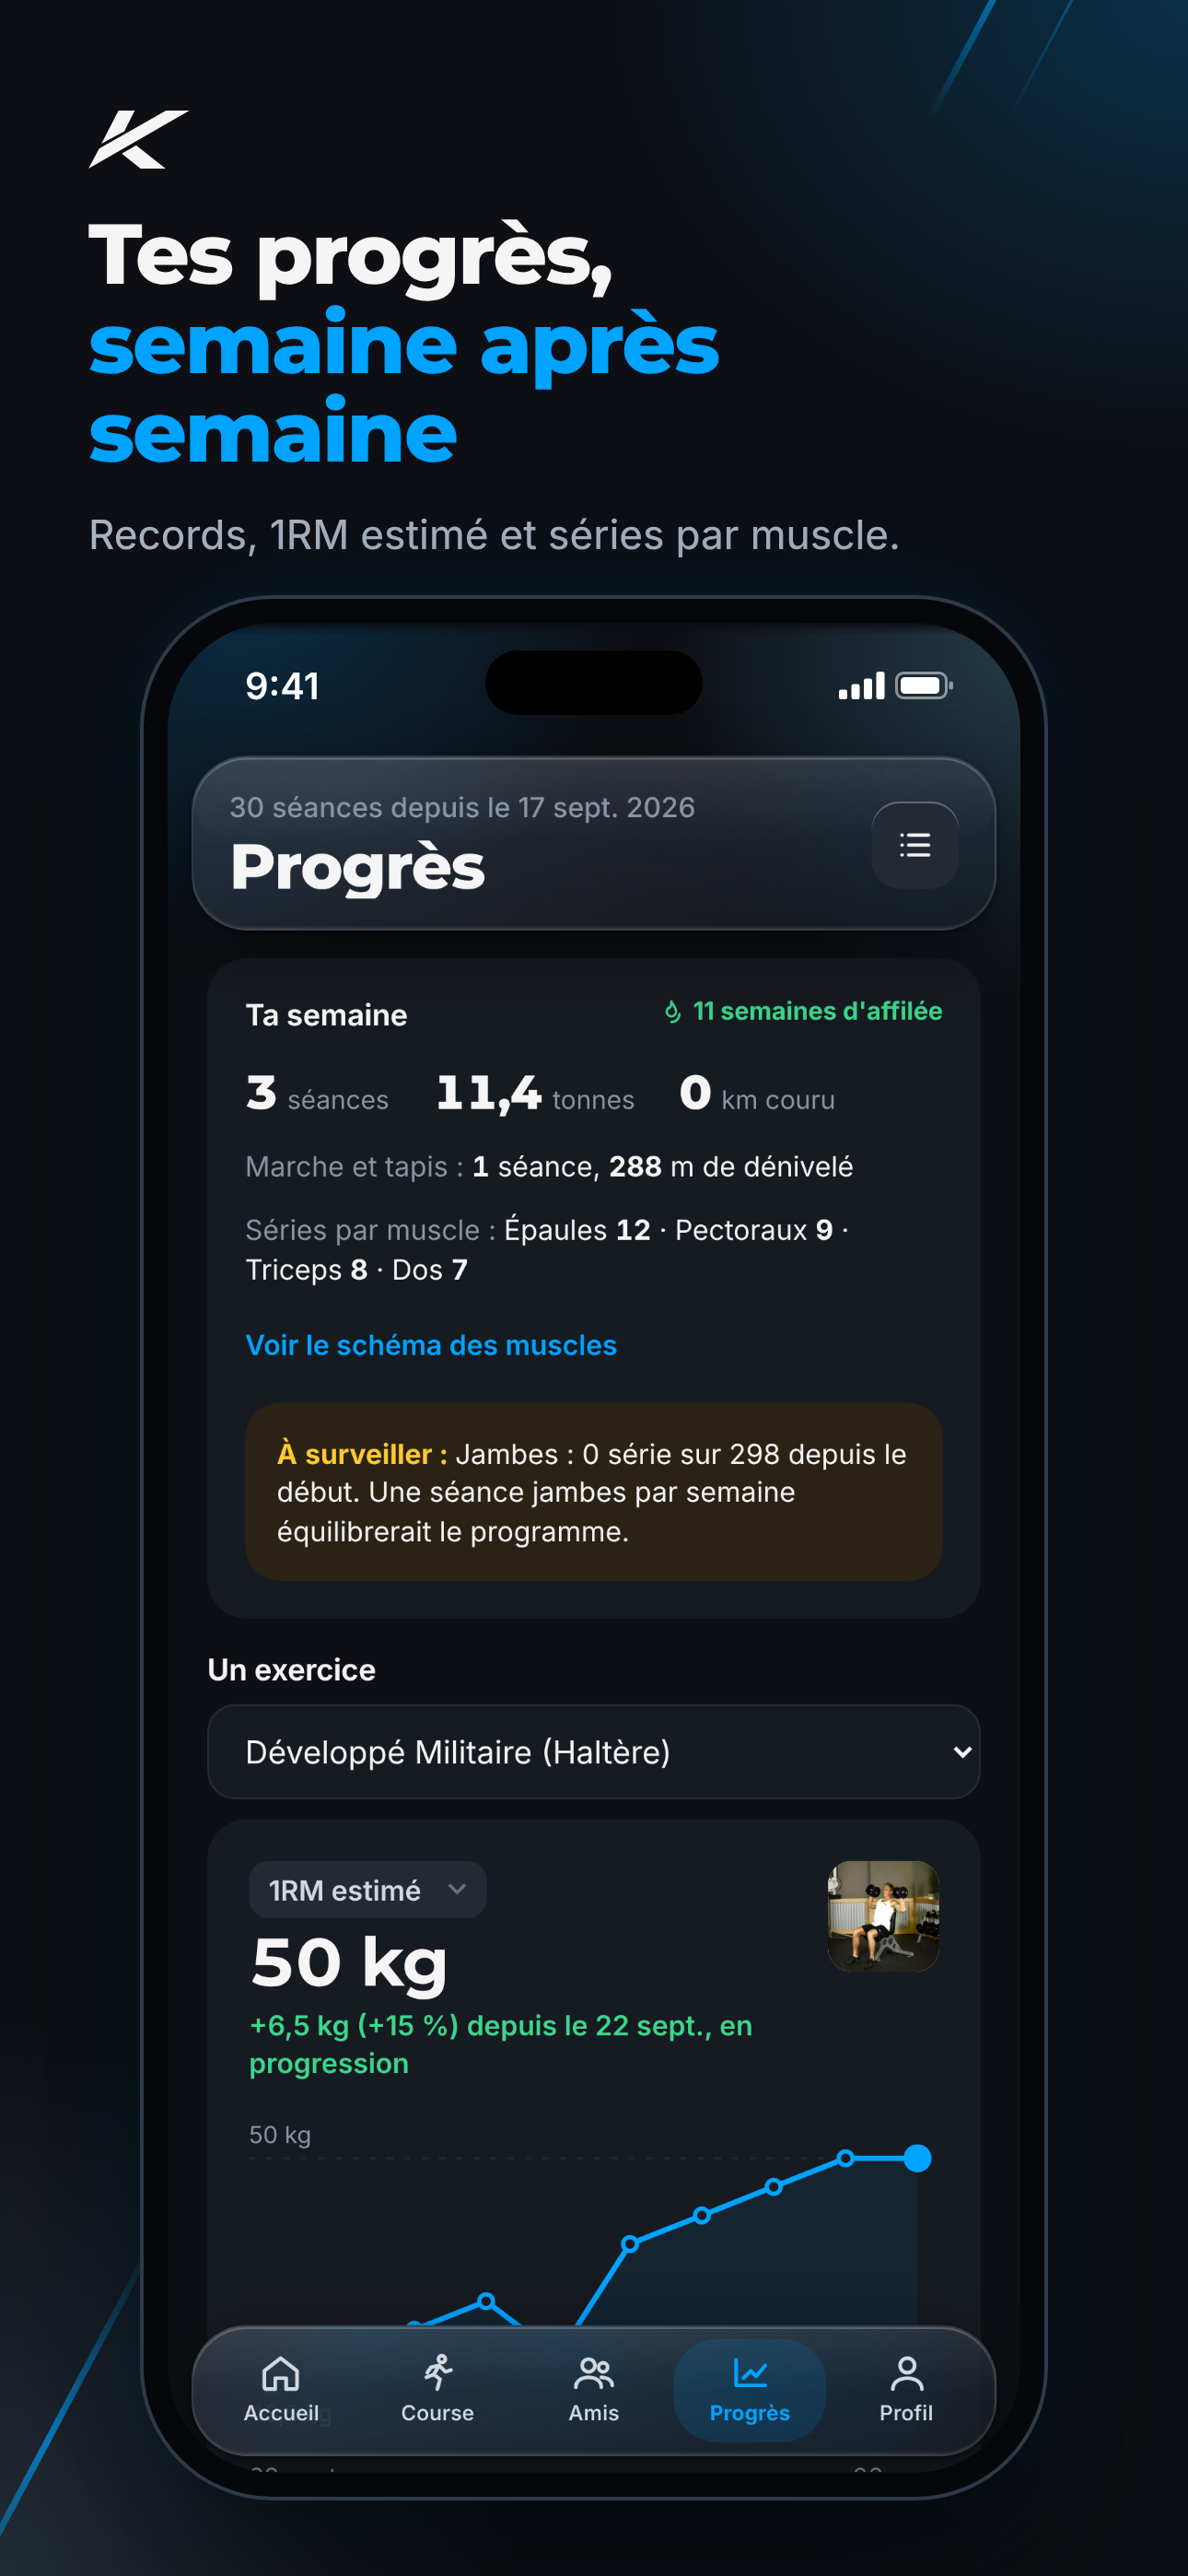 Tes progrès,
semaine après
semaine
Records, 1RM estimé et séries par muscle.
9:41
30 séances depuis le 17 sept. 2026
Progrès
Ta semaine
11 semaines d'affilée
3 séances 11,4 tonnes 0 km couru
Marche et tapis : 1 séance, 288 m de dénivelé
Séries par muscle : Épaules 12 · Pectoraux 9 ·
Triceps 8 · Dos 7
Voir le schéma des muscles
À surveiller : Jambes : 0 série sur 298 depuis le
début. Une séance jambes par semaine
équilibrerait le programme.
Un exercice
Développé Militaire (Haltère)
1RM estimé
50 kg
+6,5 kg (+15 %) depuis le 22 sept., en
progression
50 kg
Accueil Course Amis Progrès Profil